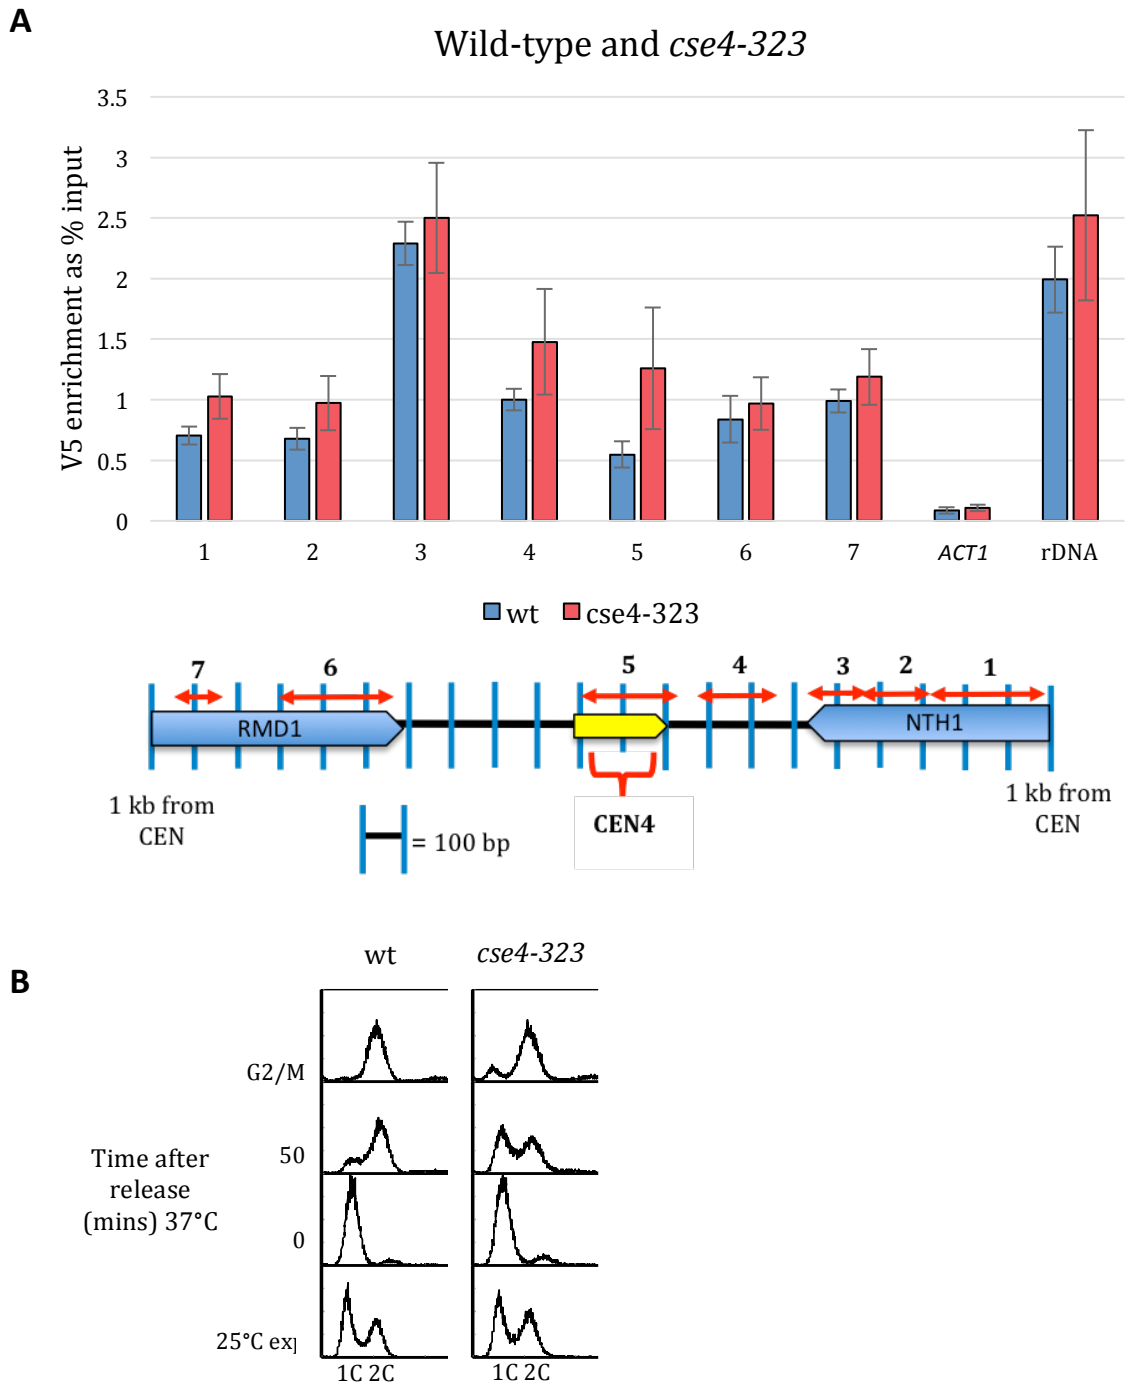 A
Wild-type and cse4-323
V5 enrichment as % input
3.5
3
2.5
2
1.5
1
0.5
0
1 2 3 4 5 6 7 ACT1 rDNA
wt cse4-323
7 6 5 4 3 2 1
RMD1 NTH1
1 kb from
CEN
CEN4
1 kb from
CEN
= 100 bp
B
wt cse4-323
G2/M
50
Time after
release
(mins) 37°C
0
25°C exp
1C 2C 1C 2C